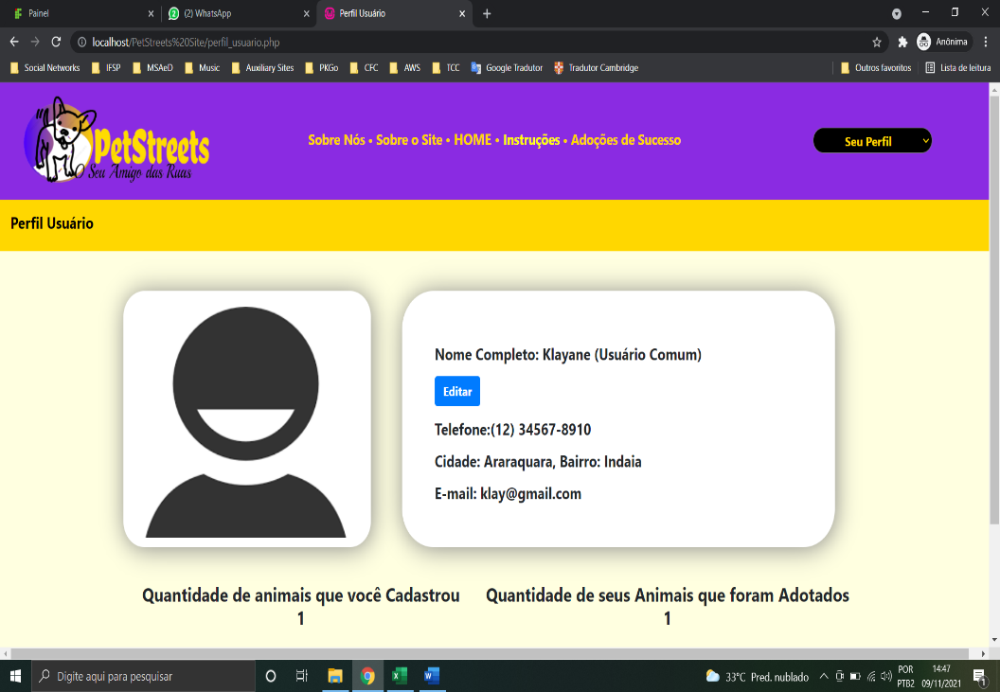 Painel
(2) WhatsApp
Perfil Usuário
localhost/PetStreets%20Site/perfil_usuario.php
Anônima
Social Networks
IFSP
MSAeD
Music
Auxiliary Sites
PKGo
CFC
AWS
TCC
Google Tradutor
Tradutor Cambridge
Outros favoritos
Lista de leitura
PetStreets
O Seu Amigo das Ruas
Sobre Nós • Sobre o Site • HOME • Instruções • Adoções de Sucesso
Seu Perfil
Perfil Usuário
Nome Completo: Klayane (Usuário Comum)
Editar
Telefone:(12) 34567-8910
Cidade: Araraquara, Bairro: Indaia
E-mail: klay@gmail.com
Quantidade de animais que você Cadastrou
1
Quantidade de seus Animais que foram Adotados
1
Digite aqui para pesquisar
33°C Pred. nublado
POR
PTB2
14:47
09/11/2021
1